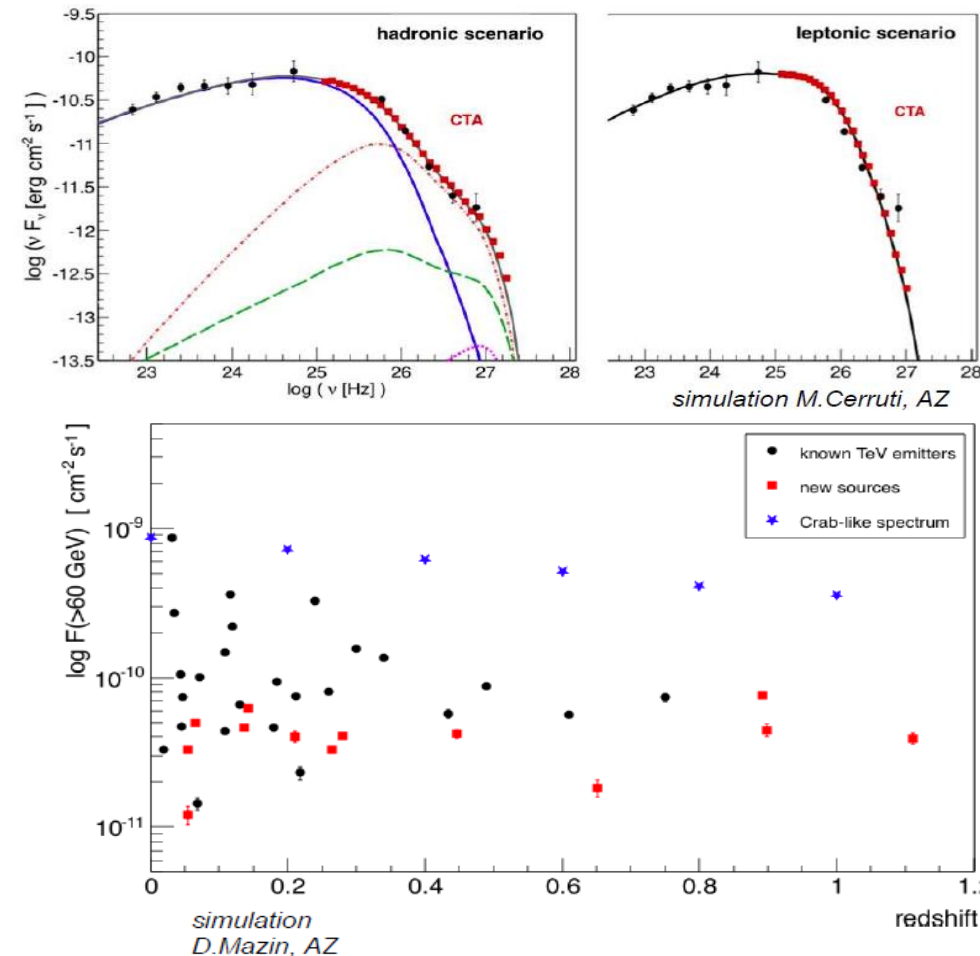 hadronic scenario
CTA
log (ν Fν [erg cm-2 s-1])
-9.5
-10
-10.5
-11
-11.5
-12
-12.5
-13
-13.5
23 24 25 26 27 28
log ( ν [Hz] )
leptonic scenario
CTA
23 24 25 26 27 28
simulation M.Cerruti, AZ
log F(>60 GeV) [ cm-2 s-1]
10-9
10-10
10-11
known TeV emitters
new sources
Crab-like spectrum
0 0.2 0.4 0.6 0.8 1 1.
redshift
simulation
D.Mazin, AZ